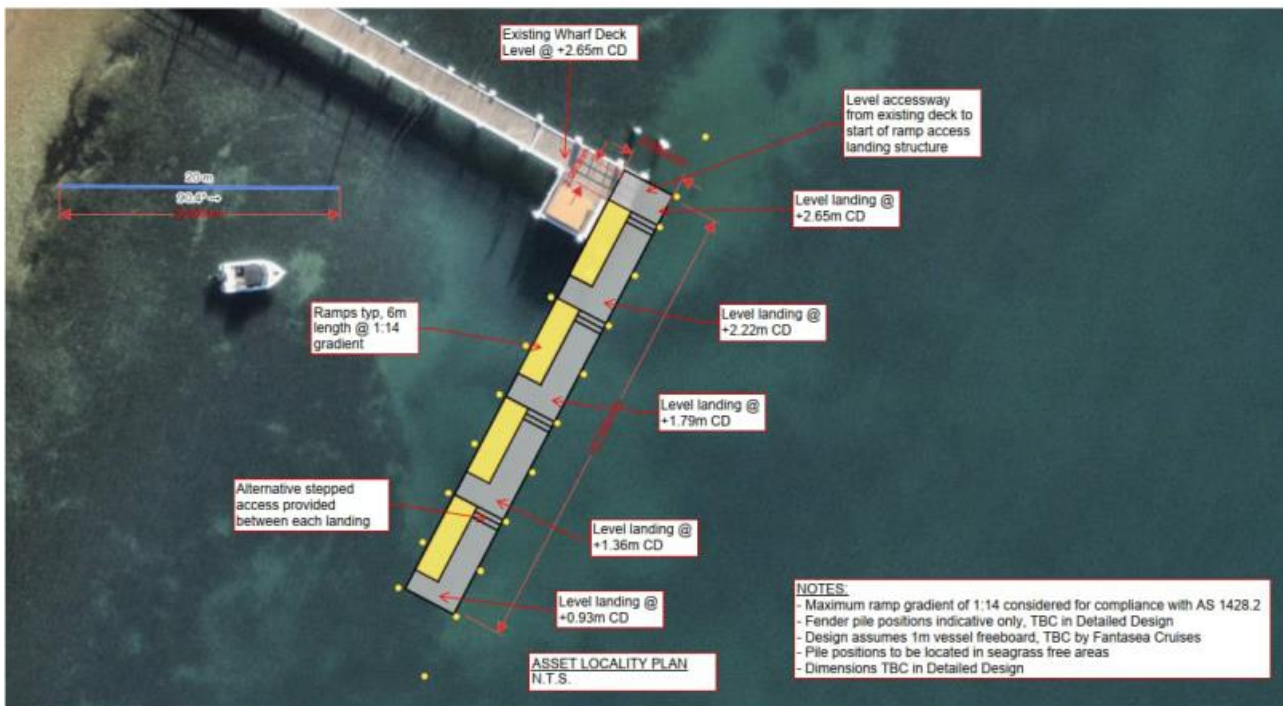 Existing Wharf Deck
Level @ +2.65m CD
Level accessway
from existing deck to
start of ramp access
landing structure
20 m
90.4° →
Level landing @
+2.65m CD
Ramps typ, 6m
length @ 1:14
gradient
Level landing @
+2.22m CD
Level landing @
+1.79m CD
Alternative stepped
access provided
between each landing
Level landing @
+1.36m CD
Level landing @
+0.93m CD
ASSET LOCALITY PLAN
N.T.S.
NOTES:
- Maximum ramp gradient of 1:14 considered for compliance with AS 1428.2
- Fender pile positions indicative only, TBC in Detailed Design
- Design assumes 1m vessel freeboard, TBC by Fantasea Cruises
- Pile positions to be located in seagrass free areas
- Dimensions TBC in Detailed Design